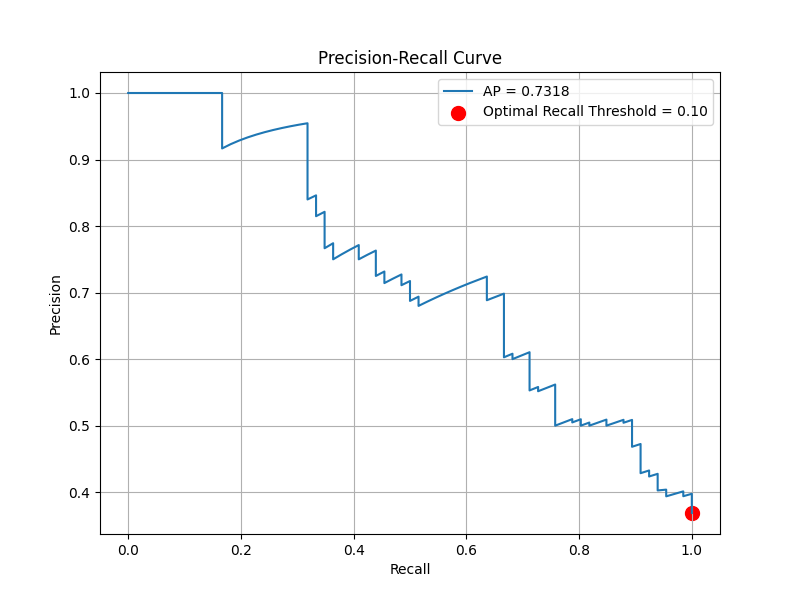 Precision-Recall Curve
AP = 0.7318
Optimal Recall Threshold = 0.10
1.0
0.9
0.8
0.7
0.6
0.5
0.4
Precision
0.0 0.2 0.4 0.6 0.8 1.0
Recall